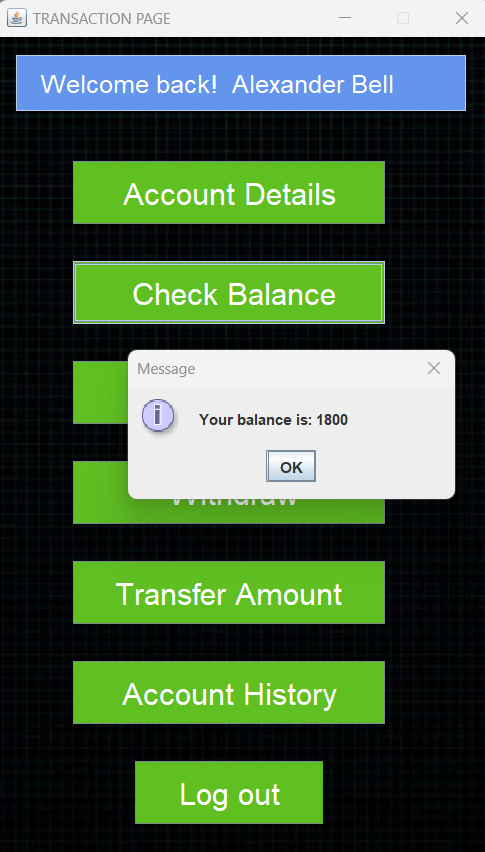 TRANSACTION PAGE
Welcome back!  Alexander Bell
Account Details
Check Balance
Message
i
Your balance is: 1800
OK
Withdraw
Transfer Amount
Account History
Log out